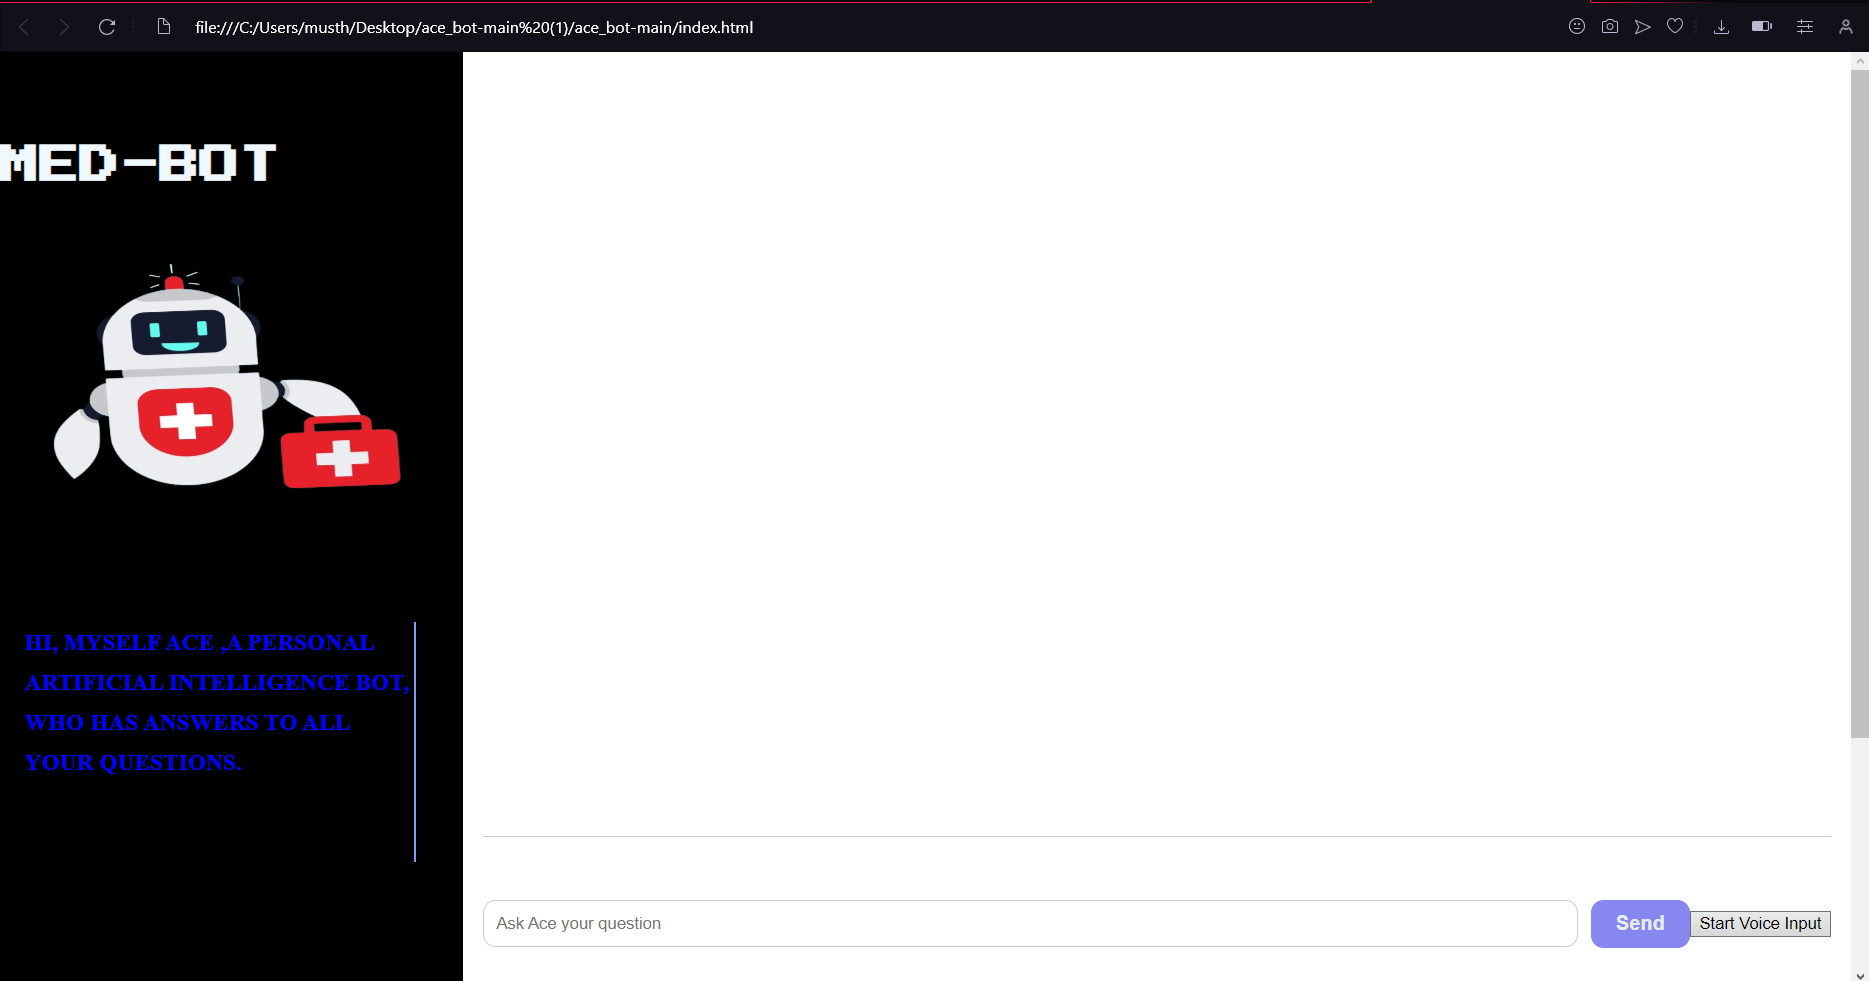 file:///C:/Users/musth/Desktop/ace_bot-main%20(1)/ace_bot-main/index.html
MED-BOT
HI, MYSELF ACE ,A PERSONAL
ARTIFICIAL INTELLIGENCE BOT,
WHO HAS ANSWERS TO ALL
YOUR QUESTIONS.
Ask Ace your question
Send
Start Voice Input